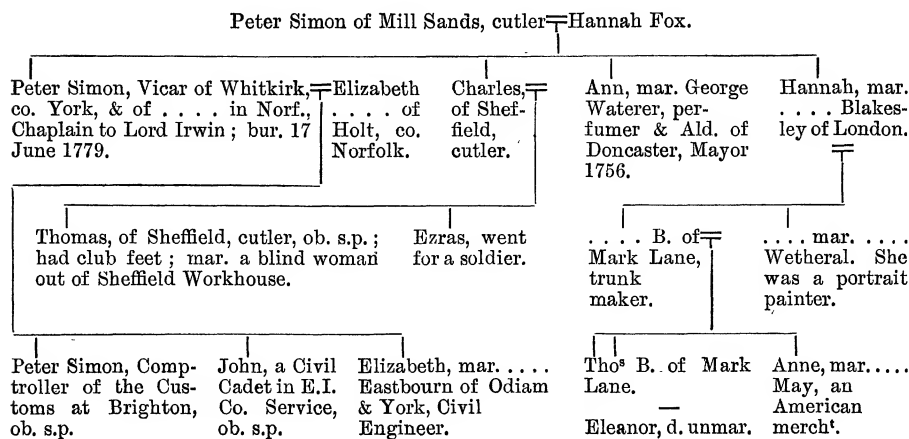 Peter Simon of Mill Sands, cutler=Hannah Fox.
Peter Simon, Vicar of Whitkirk,
co. York, & of . . . . in Norf.,
Chaplain to Lord Irwin ; bur. 17
June 1779.
=Elizabeth
. . . . of
Holt, co.
Norfolk.
Charles,=
of Shef-
field,
cutler.
Ann, mar. George
Waterer, per-
fumer & Ald. of
Doncaster, Mayor
1756.
Hannah, mar.
. . . . Blakes-
ley of London.
=
Thomas, of Sheffield, cutler, ob. s.p. ;
had club feet ; mar. a blind woman
out of Sheffield Workhouse.
Ezras, went
for a soldier.
. . . . B. of=
Mark Lane,
trunk
maker.
. . . . mar. . . . .
Wetheral. She
was a portrait
painter.
Peter Simon, Comp-
troller of the Cus-
toms at Brighton,
ob. s.p.
John, a Civil
Cadet in E.I.
Co. Service,
ob. s.p.
Elizabeth, mar. . . . .
Eastbourn of Odiam
& York, Civil
Engineer.
Thoˢ B. of Mark
Lane.
—
Eleanor, d. unmar.
Anne, mar. . . . .
May, an
American
merchᵗ.